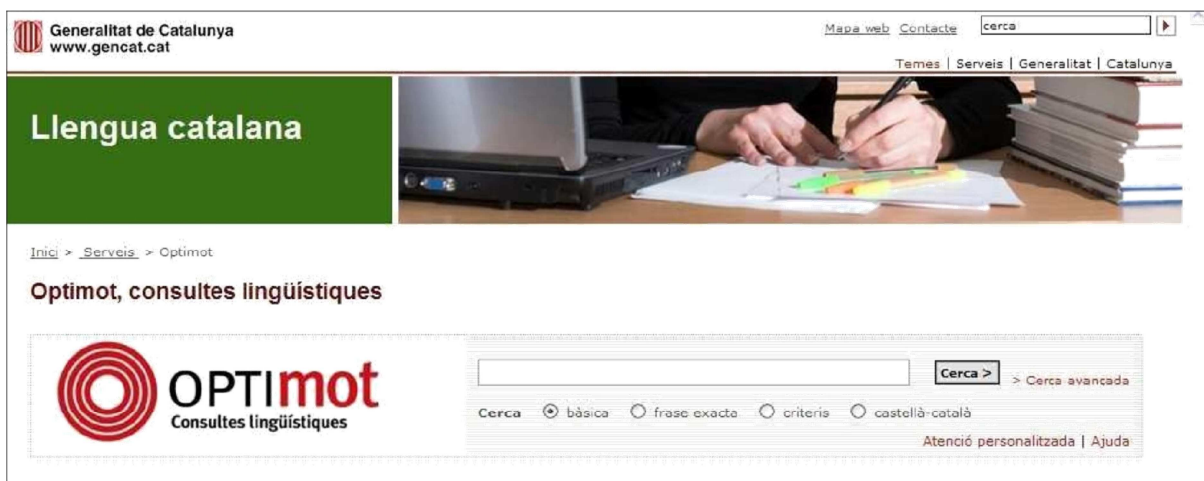 Generalitat de Catalunya
www.gencat.cat
Mapa web Contacte cerca
Temes | Serveis | Generalitat | Catalunya
Llengua catalana
Inici > Serveis > Optimot
Optimot, consultes lingüístiques
OPTImot
Consultes lingüístiques
Cerca >
> Cerca avançada
Cerca bàsica frase exacta criteris castellà-català
Atenció personalitzada | Ajuda